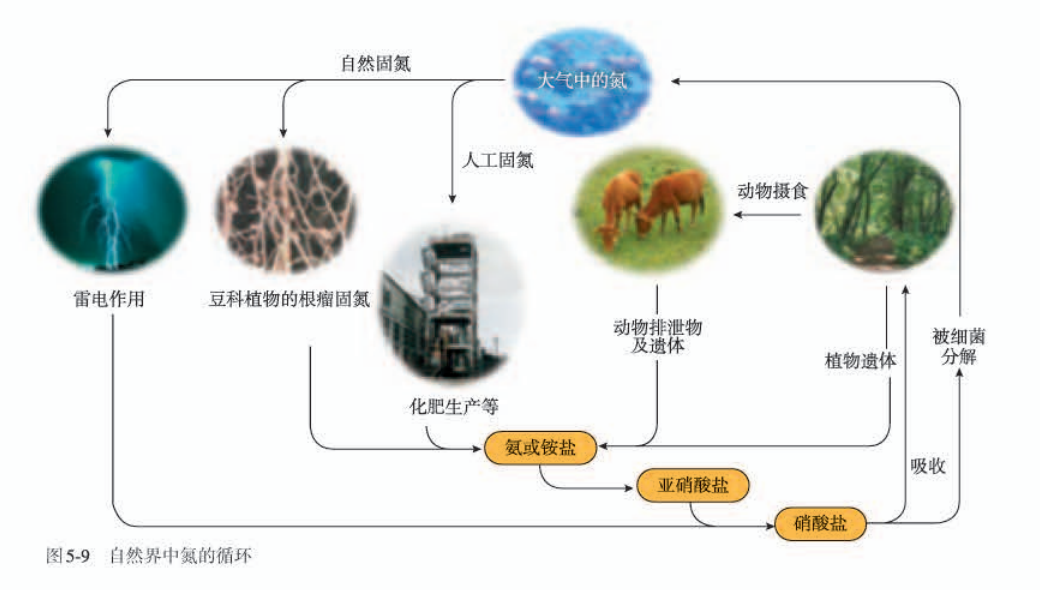 自然固氮
大气中的氮
人工固氮
动物摄食
雷电作用
豆科植物的根瘤固氮
动物排泄物
及遗体
植物遗体
被细菌
分解
化肥生产等
氨或铵盐
吸收
亚硝酸盐
硝酸盐
图5-9 自然界中氮的循环